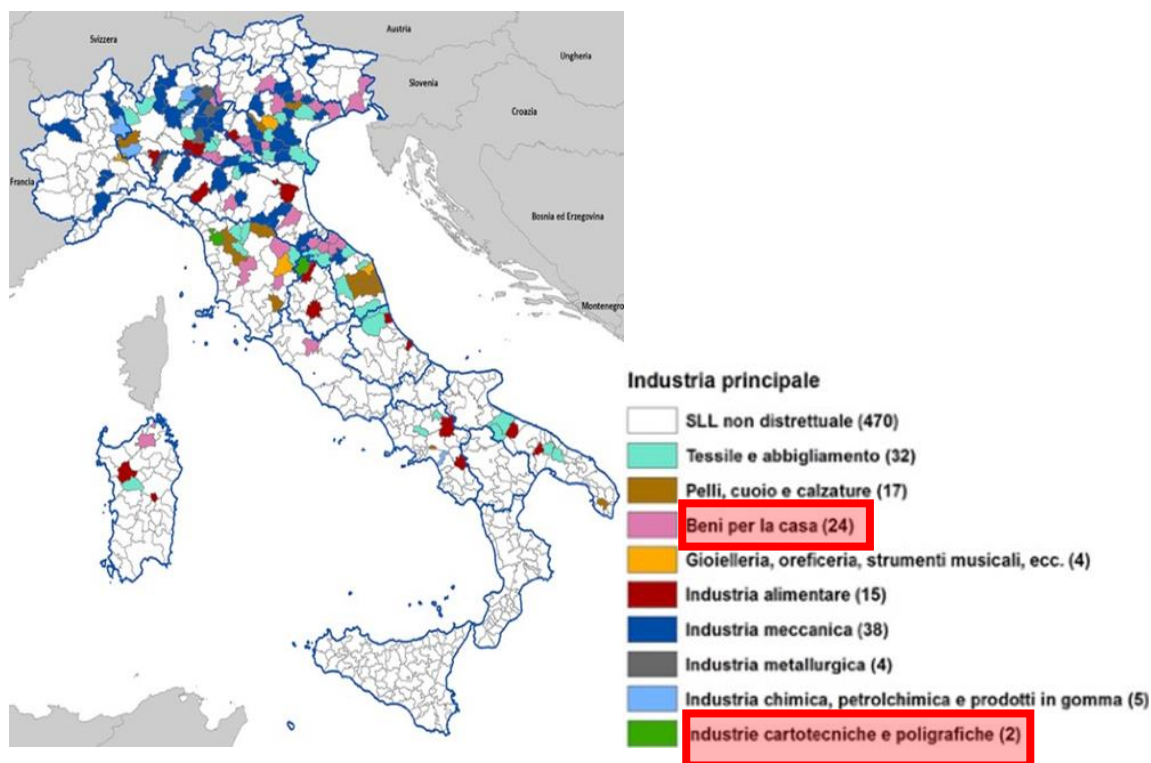 Svizzera
Austria
Ungheria
Slovenia
Croazia
Francia
Bosnia ed Erzegovina
Montenegro
Industria principale
SLL non distrettuale (470)
Tessile e abbigliamento (32)
Pelli, cuoio e calzature (17)
Beni per la casa (24)
Gioielleria, oreficeria, strumenti musicali, ecc. (4)
Industria alimentare (15)
Industria meccanica (38)
Industria metallurgica (4)
Industria chimica, petrolchimica e prodotti in gomma (5)
ndustrie cartotecniche e poligrafiche (2)